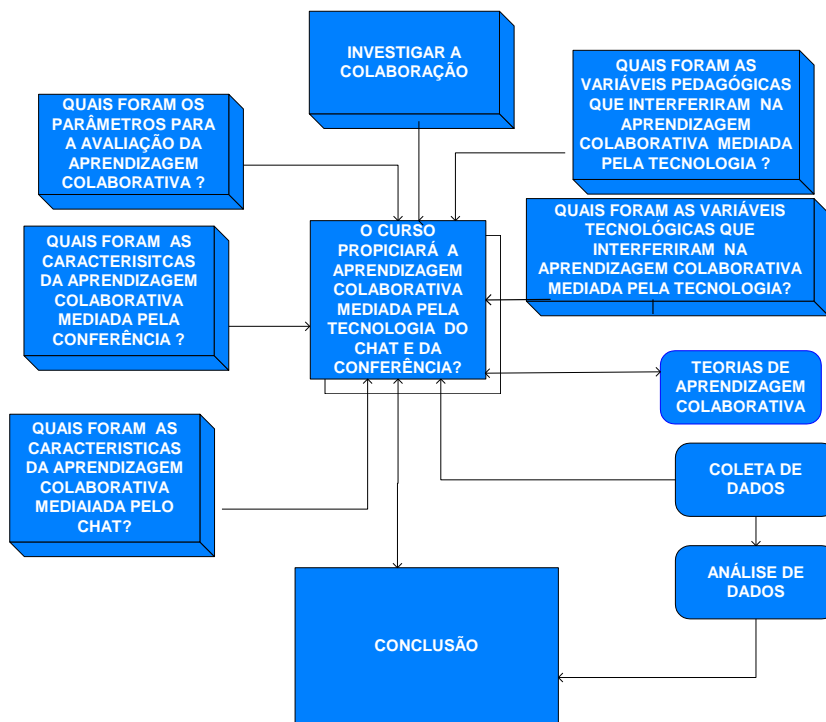 INVESTIGAR A
COLABORAÇÃO
QUAIS FORAM AS
VARIÁVEIS PEDAGÓGICAS
QUE INTERFERIRAM NA
APRENDIZAGEM
COLABORATIVA MEDIADA
PELA TECNOLOGIA ?
QUAIS FORAM OS
PARÂMETROS PARA
A AVALIAÇÃO DA
APRENDIZAGEM
COLABORATIVA ?
QUAIS FORAM AS VARIÁVEIS
TECNOLÓGICAS QUE
INTERFERIRAM NA
APRENDIZAGEM COLABORATIVA
MEDIADA PELA TECNOLOGIA?
O CURSO
PROPICIARÁ A
APRENDIZAGEM
COLABORATIVA
MEDIADA PELA
TECNOLOGIA DO
CHAT E DA
CONFERÊNCIA?
QUAIS FORAM AS
CARACTERISITCAS
DA APRENDIZAGEM
COLABORATIVA
MEDIADA PELA
CONFERÊNCIA ?
TEORIAS DE
APRENDIZAGEM
COLABORATIVA
QUAIS FORAM AS
CARACTERISTICAS
DA APRENDIZAGEM
COLABORATIVA
MEDIAIADA PELO
CHAT?
COLETA DE
DADOS
ANÁLISE DE
DADOS
CONCLUSÃO